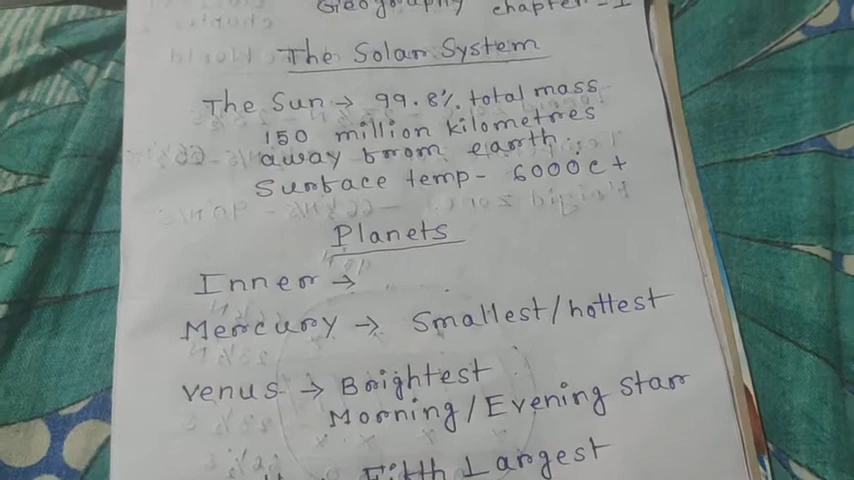 Geography chapter - 1
The Solar System
The Sun → 99.8% total mass
150 million kilometres
away from earth.
Surface temp - 6000c +
Planets
Inner →
Mercury → Smallest/hottest
Venus → Brightest
Morning/Evening Starr
Fifth Largest